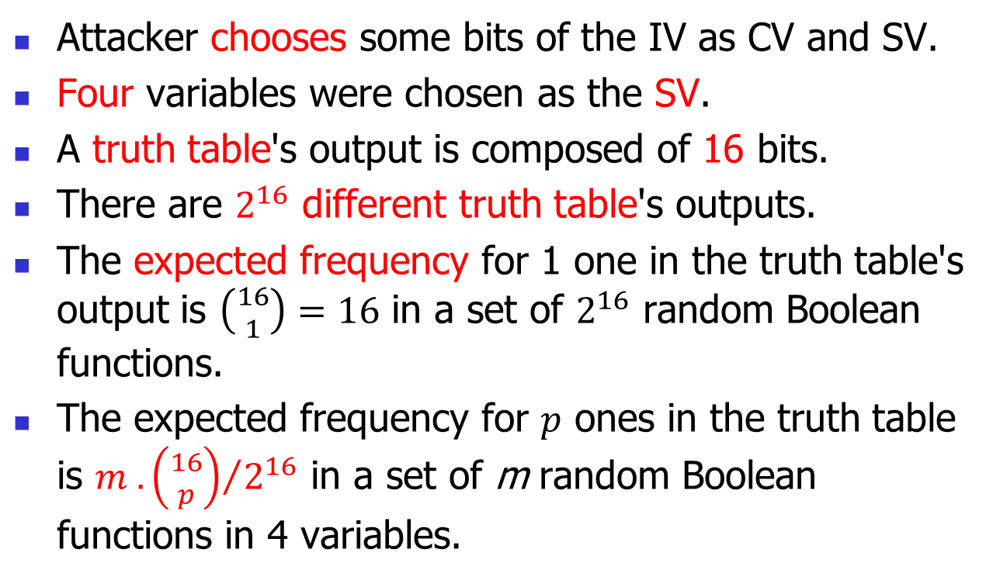 ▪ Attacker chooses some bits of the IV as CV and SV.
▪ Four variables were chosen as the SV.
▪ A truth table's output is composed of 16 bits.
▪ There are 2^16 different truth table's outputs.
▪ The expected frequency for 1 one in the truth table's
output is (16 1) = 16 in a set of 2^16 random Boolean
functions.
▪ The expected frequency for p ones in the truth table
is m . (16 p)/2^16 in a set of m random Boolean
functions in 4 variables.